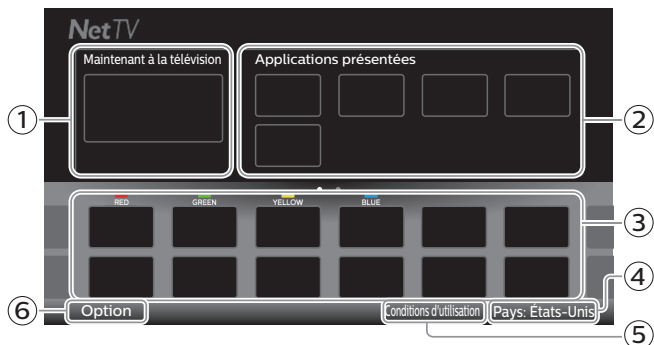 NetTV
Maintenant à la télévision
Applications présentées
1
2
RED GREEN YELLOW BLUE
3
4
6
Option
Conditions d'utilisation
Pays: États-Unis
5